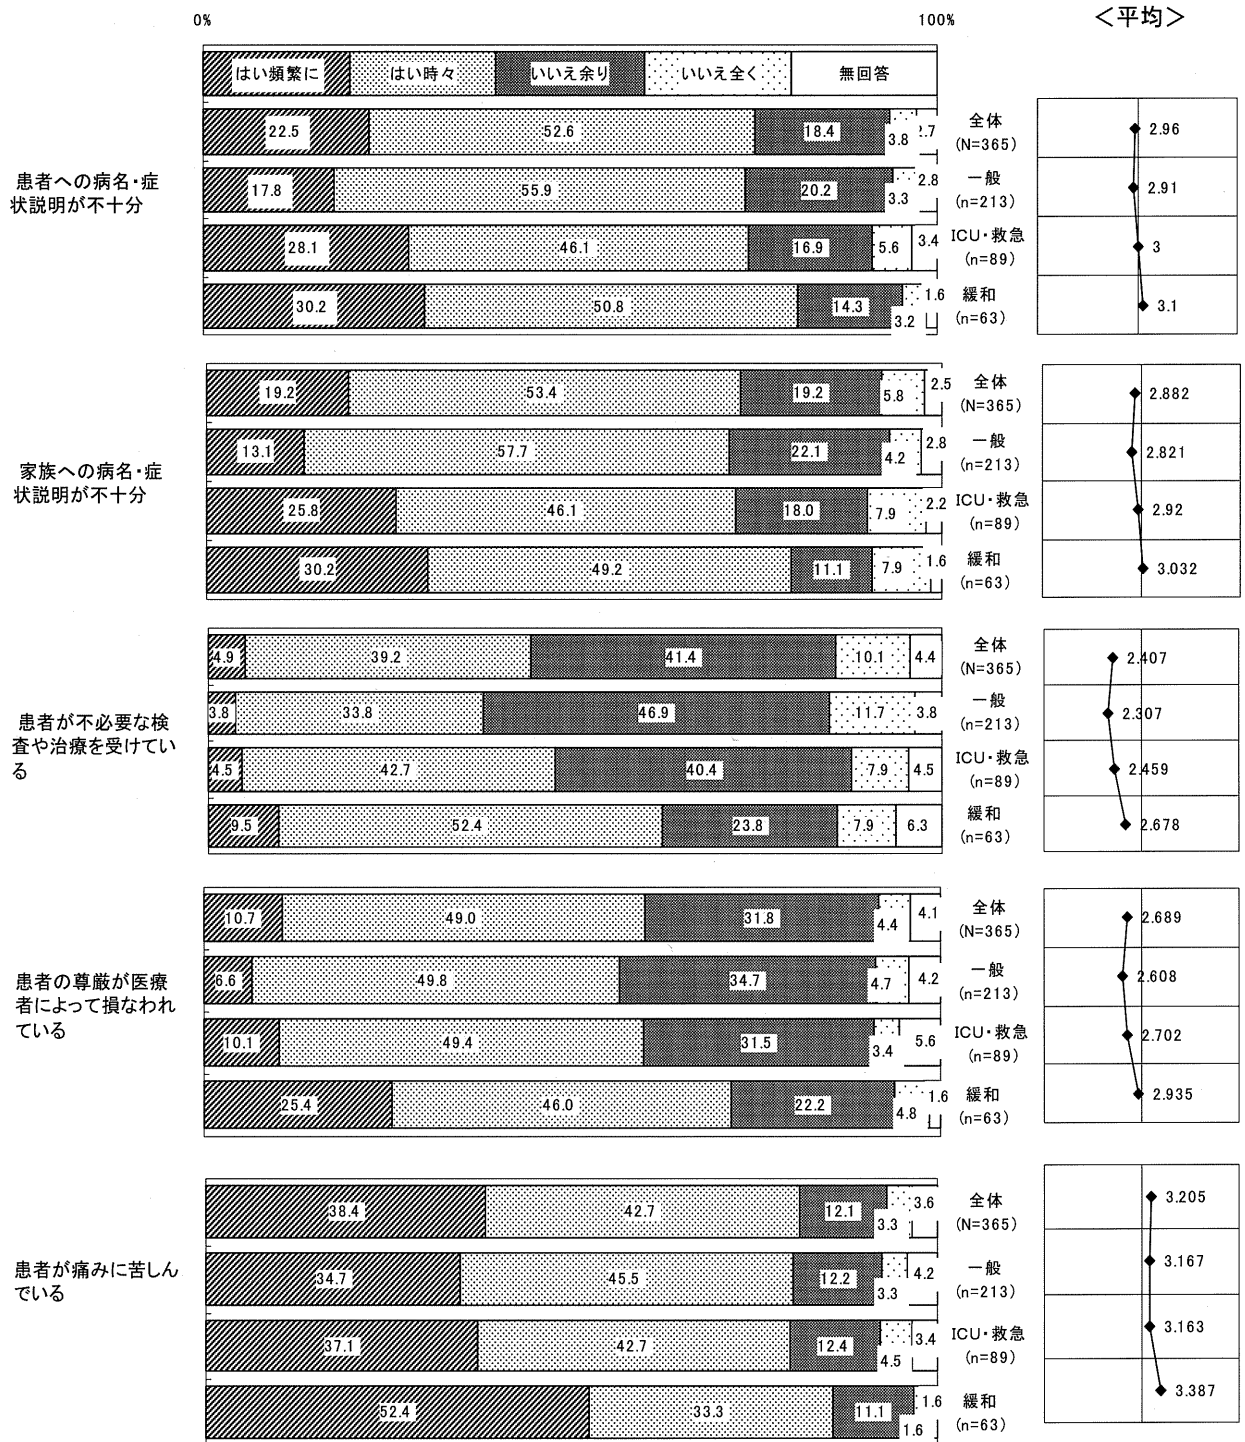 0%
100%
＜平均＞
はい頻繁に
はい時々
いいえ余り
いいえ全く
無回答
患者への病名・症
状説明が不十分
22.5
52.6
18.4
3.8
全体
(N=365)
2.96
17.8
55.9
20.2
3.3
2.8
一般
(n=213)
2.91
28.1
46.1
16.9
5.6
3.4
ICU・救急
(n=89)
3
30.2
50.8
14.3
3.2
1.6
緩和
(n=63)
3.1
家族への病名・症
状説明が不十分
19.2
53.4
19.2
5.8
2.5
全体
(N=365)
2.882
13.1
57.7
22.1
4.2
2.8
一般
(n=213)
2.821
25.8
46.1
18.0
7.9
2.2
ICU・救急
(n=89)
2.92
30.2
49.2
11.1
7.9
1.6
緩和
(n=63)
3.032
患者が不必要な検
査や治療を受けてい
る
4.9
39.2
41.4
10.1
4.4
全体
(N=365)
2.407
3.8
33.8
46.9
11.7
3.8
一般
(n=213)
2.307
4.5
42.7
40.4
7.9
4.5
ICU・救急
(n=89)
2.459
9.5
52.4
23.8
7.9
6.3
緩和
(n=63)
2.678
患者の尊厳が医療
者によって損なわれ
ている
10.7
49.0
31.8
4.4
4.1
全体
(N=365)
2.689
6.6
49.8
34.7
4.7
4.2
一般
(n=213)
2.608
10.1
49.4
31.5
3.4
5.6
ICU・救急
(n=89)
2.702
25.4
46.0
22.2
4.8
1.6
緩和
(n=63)
2.935
患者が痛みに苦しん
でいる
38.4
42.7
12.1
3.3
3.6
全体
(N=365)
3.205
34.7
45.5
12.2
3.3
4.2
一般
(n=213)
3.167
37.1
42.7
12.4
4.5
3.4
ICU・救急
(n=89)
3.163
52.4
33.3
11.1
1.6
1.6
緩和
(n=63)
3.387